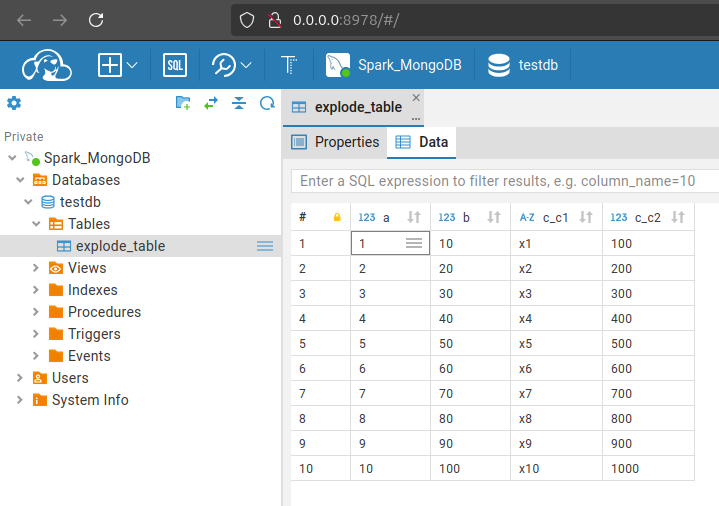 0.0.0.0:8978/#/
SQL Spark_MongoDB testdb
Private
Spark_MongoDB
Databases
testdb
Tables
explode_table
Views
Indexes
Procedures
Triggers
Events
Users
System Info
explode_table
Properties Data
Enter a SQL expression to filter results, e.g. column_name=10
# 123 a 123 b A-Z c_c1 123 c_c2
1 1 10 x1 100
2 2 20 x2 200
3 3 30 x3 300
4 4 40 x4 400
5 5 50 x5 500
6 6 60 x6 600
7 7 70 x7 700
8 8 80 x8 800
9 9 90 x9 900
10 10 100 x10 1000